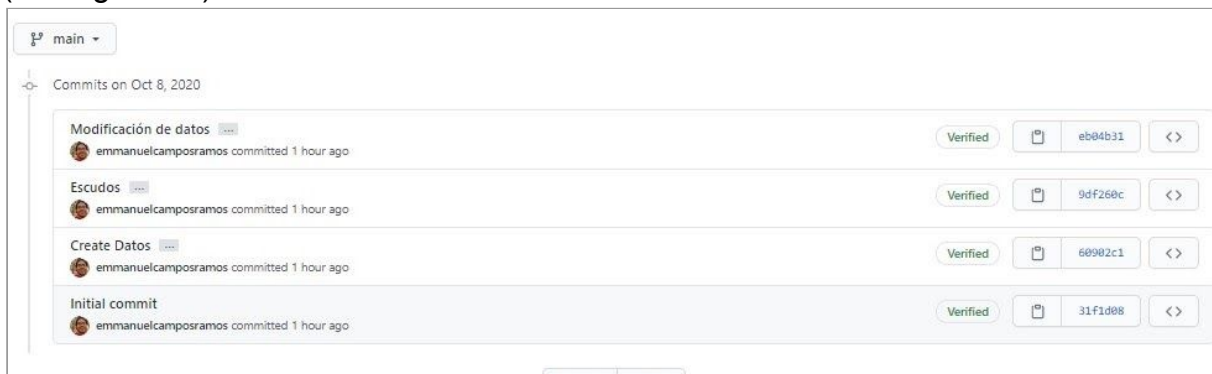 main
Commits on Oct 8, 2020
Modificación de datos ...
emmanuelcamposramos committed 1 hour ago
Verified
eb04b31
<>
Escudos ...
emmanuelcamposramos committed 1 hour ago
Verified
9df260c
<>
Create Datos ...
emmanuelcamposramos committed 1 hour ago
Verified
60902c1
<>
Initial commit
emmanuelcamposramos committed 1 hour ago
Verified
31f1d08
<>